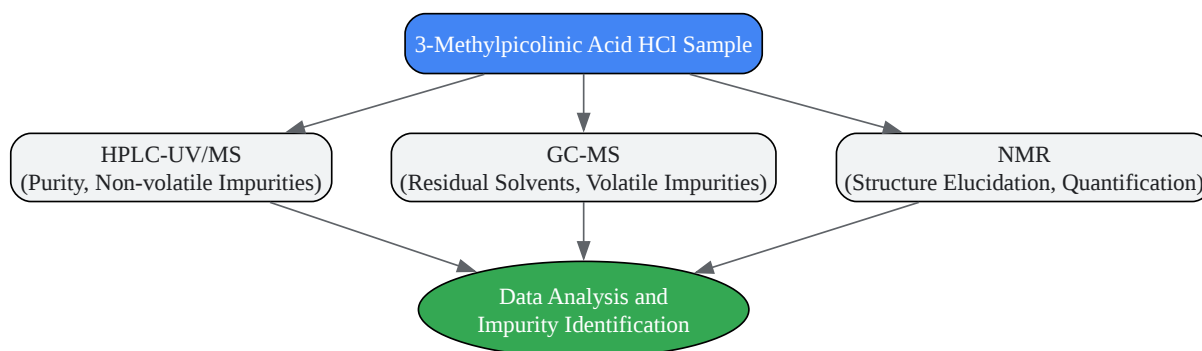 3-Methylpicolinic Acid HCl Sample
HPLC-UV/MS
(Purity, Non-volatile Impurities)
GC-MS
(Residual Solvents, Volatile Impurities)
NMR
(Structure Elucidation, Quantification)
Data Analysis and
Impurity Identification